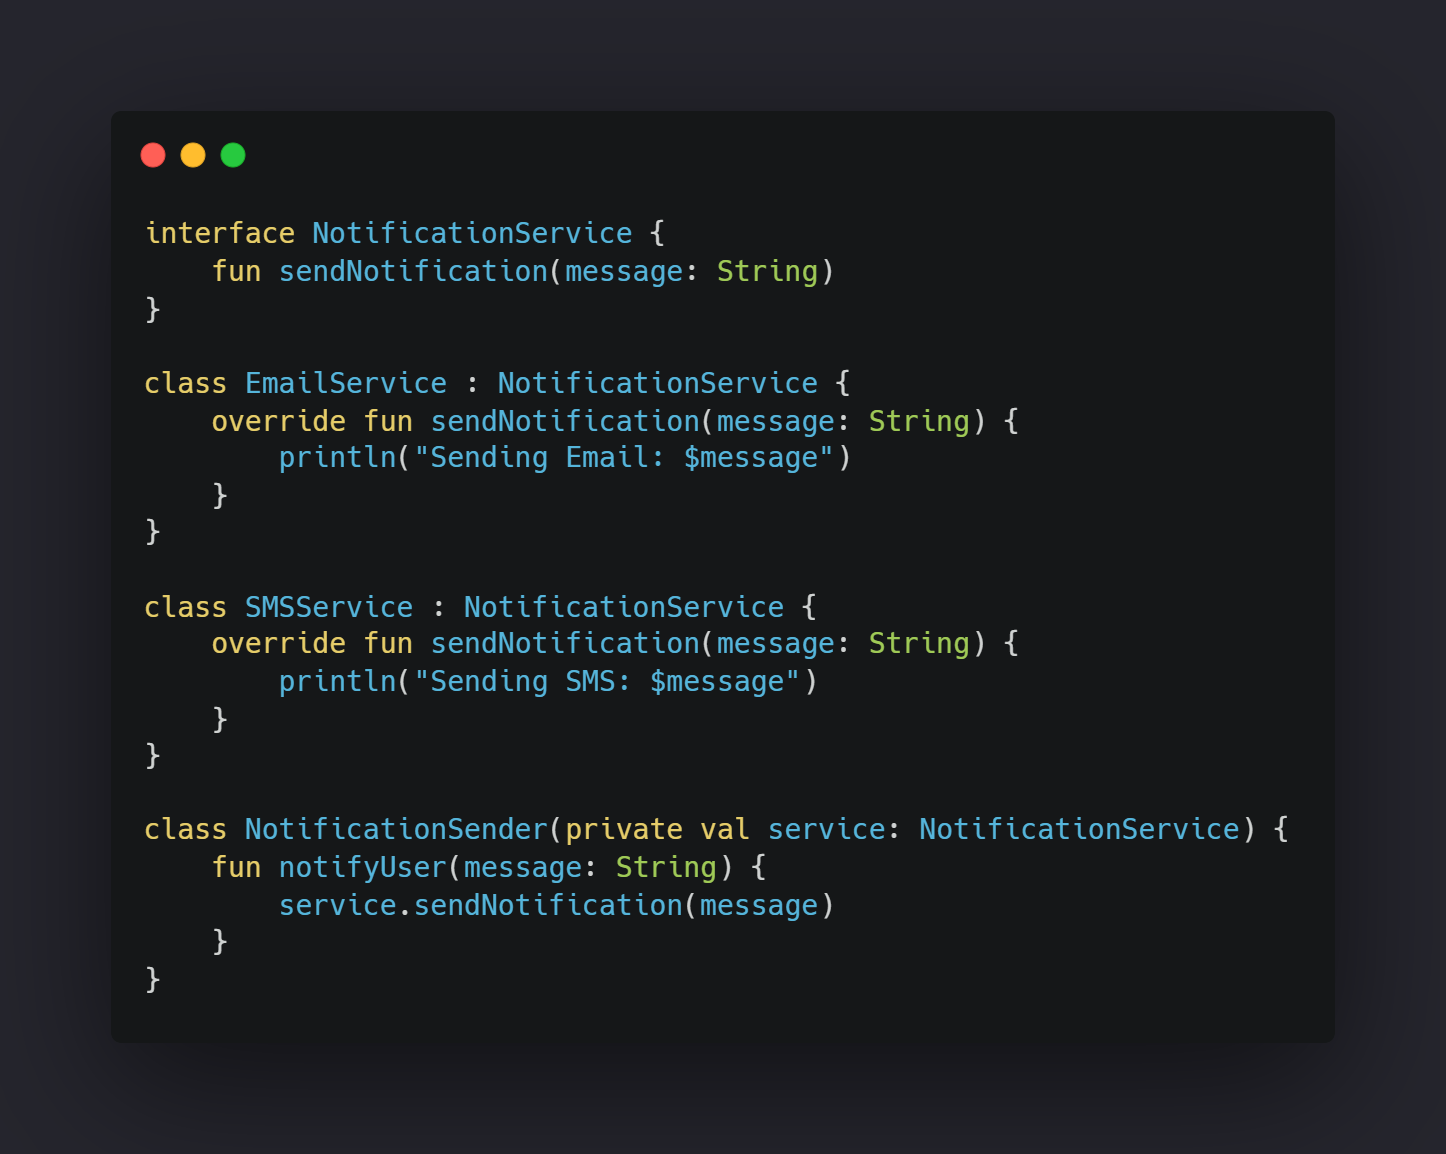 interface NotificationService {
    fun sendNotification(message: String)
}

class EmailService : NotificationService {
    override fun sendNotification(message: String) {
        println("Sending Email: $message")
    }
}

class SMSService : NotificationService {
    override fun sendNotification(message: String) {
        println("Sending SMS: $message")
    }
}

class NotificationSender(private val service: NotificationService) {
    fun notifyUser(message: String) {
        service.sendNotification(message)
    }
}